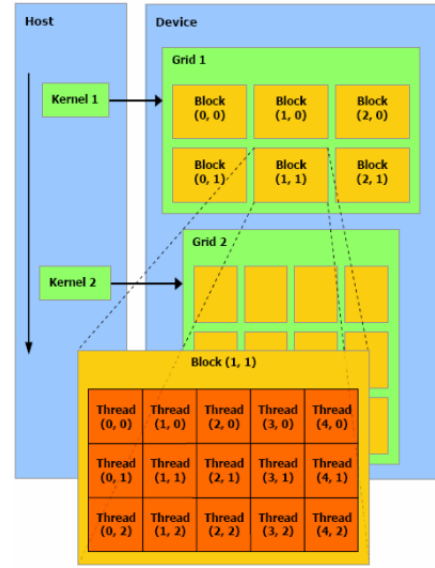 Host
Device
Grid 1
Kernel 1
Block
(0, 0)
Block
(1, 0)
Block
(2, 0)
Block
(0, 1)
Block
(1, 1)
Block
(2, 1)
Grid 2
Kernel 2
Block (1, 1)
Thread
(0, 0)
Thread
(1, 0)
Thread
(2, 0)
Thread
(3, 0)
Thread
(4, 0)
Thread
(0, 1)
Thread
(1, 1)
Thread
(2, 1)
Thread
(3, 1)
Thread
(4, 1)
Thread
(0, 2)
Thread
(1, 2)
Thread
(2, 2)
Thread
(3, 2)
Thread
(4, 2)